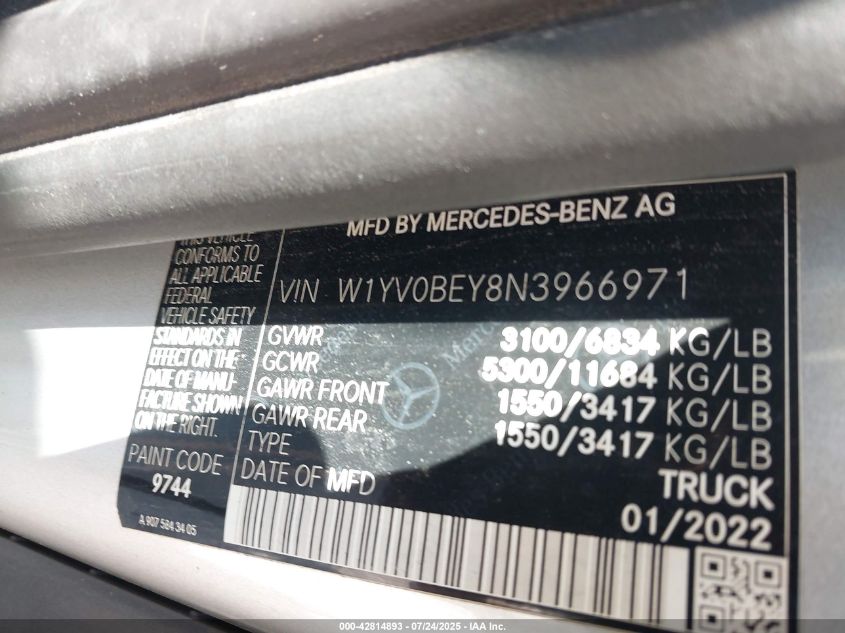 MFD BY MERCEDES-BENZ AG
THIS VEHICLE
CONFORMS TO
ALL APPLICABLE
FEDERAL
VEHICLE SAFETY
STANDARDS IN
EFFECT ON THE
DATE OF MANU-
FACTURE SHOWN
ON THE RIGHT.
PAINT CODE
9744
A 907 584 34 05
VIN W1YV0BEY8N3966971
GVWR 3100/6834 KG/LB
GCWR 5300/11684 KG/LB
GAWR FRONT 1550/3417 KG/LB
GAWR REAR 1550/3417 KG/LB
TYPE TRUCK
DATE OF MFD 01/2022
Mercedes
Mercedes
000-42814893 - 07/24/2025 - IAA Inc.